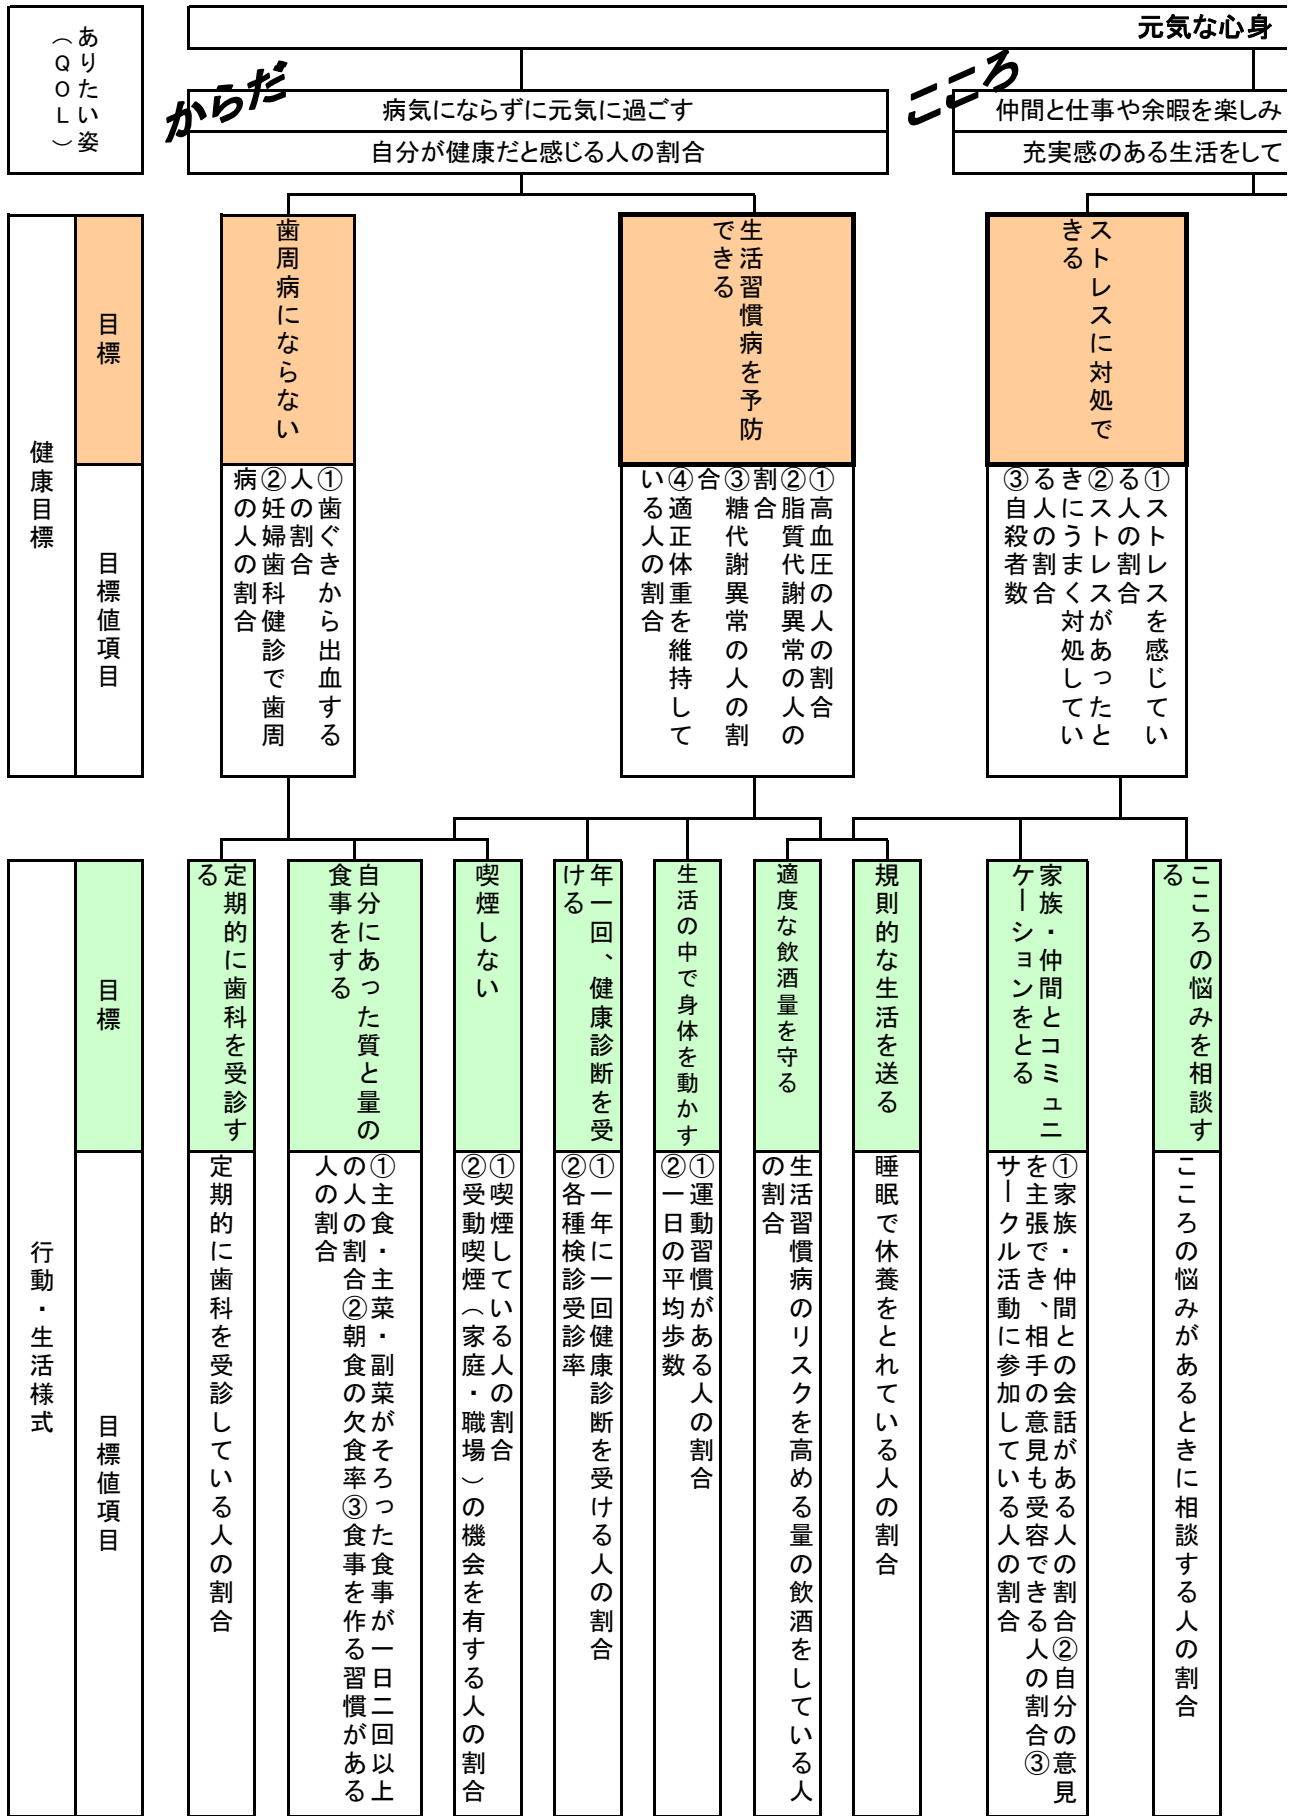 ありたい姿
（QOL）
元気な心身
からだ
こころ
病気にならずに元気に過ごす
自分が健康だと感じる人の割合
仲間と仕事や余暇を楽しみ
充実感のある生活をして
健康目標
目標
目標値項目
歯周病にならない
①歯ぐきから出血する
人の割合
②妊婦歯科健診で歯周
病の人の割合
生活習慣病を予防
できる
①高血圧の人の割合
②脂質代謝異常の人の
割合
③糖代謝異常の人の割
合
④適正体重を維持して
いる人の割合
ストレスに対処で
きる
①ストレスを感じてい
る人の割合
②ストレスがあったと
きにうまく対処してい
る人の割合
③自殺者数
行動・生活様式
目標
目標値項目
定期的に歯科を受診す
る
定期的に歯科を受診している人の割合
自分にあった質と量の
食事をする
①主食・主菜・副菜がそろった食事が一日二回以上
の人の割合②朝食の欠食率③食事を作る習慣がある
人の割合
喫煙しない
①喫煙している人の割合
②受動喫煙（家庭・職場）の機会を有する人の割合
年一回、健康診断を受
ける
①一年に一回健康診断を受ける人の割合
②各種検診受診率
生活の中で身体を動かす
①運動習慣がある人の割合
②一日の平均歩数
適度な飲酒量を守る
生活習慣病のリスクを高める量の飲酒をしている人
の割合
規則的な生活を送る
睡眠で休養をとれている人の割合
家族・仲間とコミュニ
ケーションをとる
①家族・仲間との会話がある人の割合②自分の意見
を主張でき、相手の意見も受容できる人の割合③
サークル活動に参加している人の割合
こころの悩みを相談す
る
こころの悩みがあるときに相談する人の割合